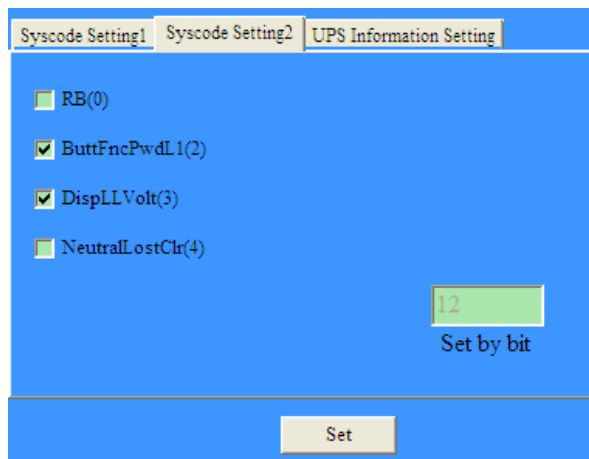 Syscode Setting1 Syscode Setting2 UPS Information Setting
RB(0)
ButtFncPwdL1(2)
DispLLVolt(3)
NeutralLostClr(4)
12
Set by bit
Set